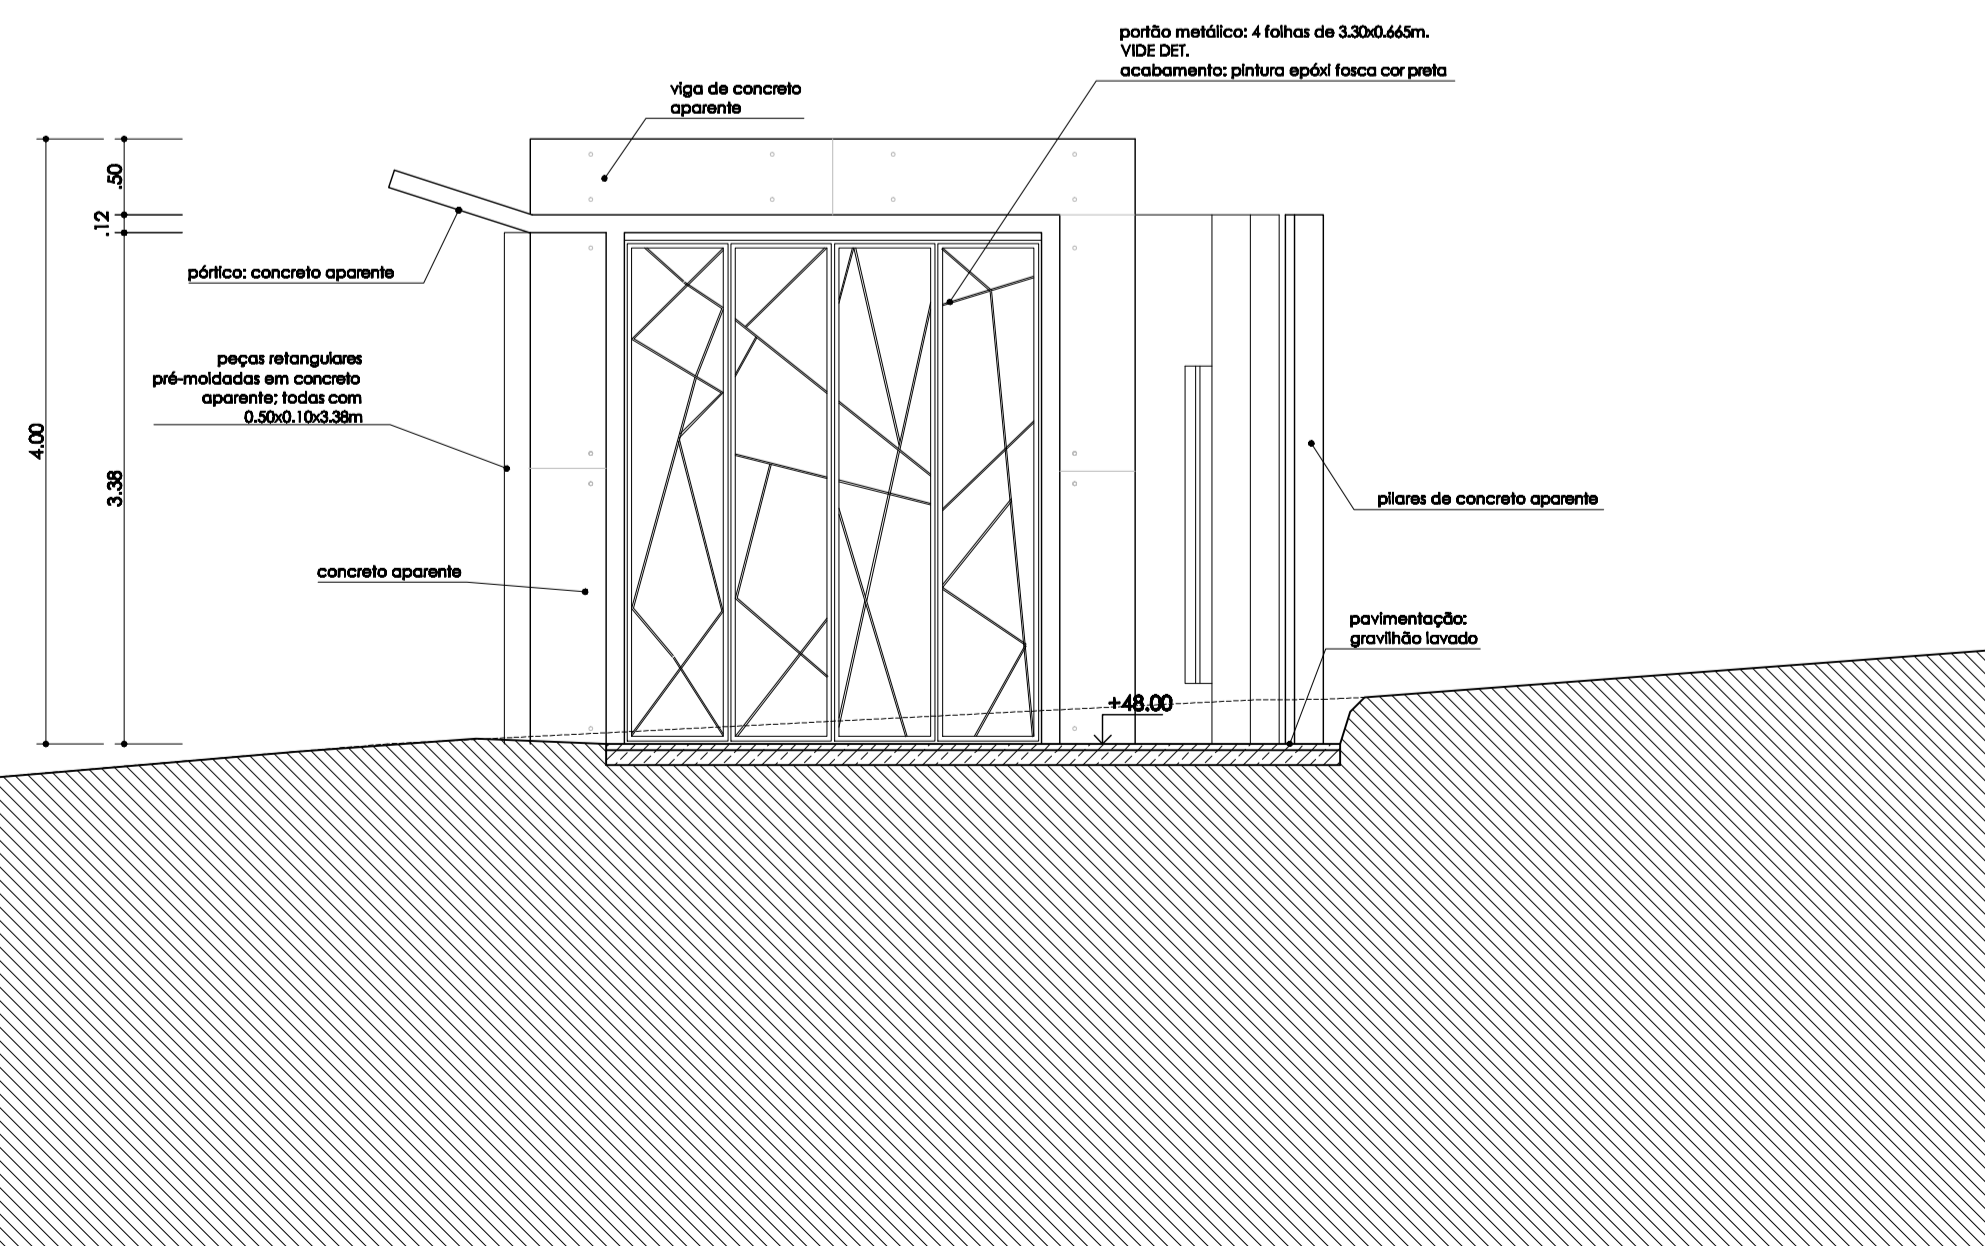 portão metálico: 4 folhas de 3.30x0.665m.
VIDE DET.
acabamento: pintura epóxi fosca cor preta
viga de concreto
aparente
.50
.12
pórtico: concreto aparente
peças retangulares
pré-moldadas em concreto
aparente; todas com
0.50x0.10x3.38m
4.00
3.38
pilares de concreto aparente
concreto aparente
pavimentação:
gravilhão lavado
+48.00